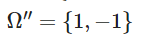 Ω″ = {1, −1}